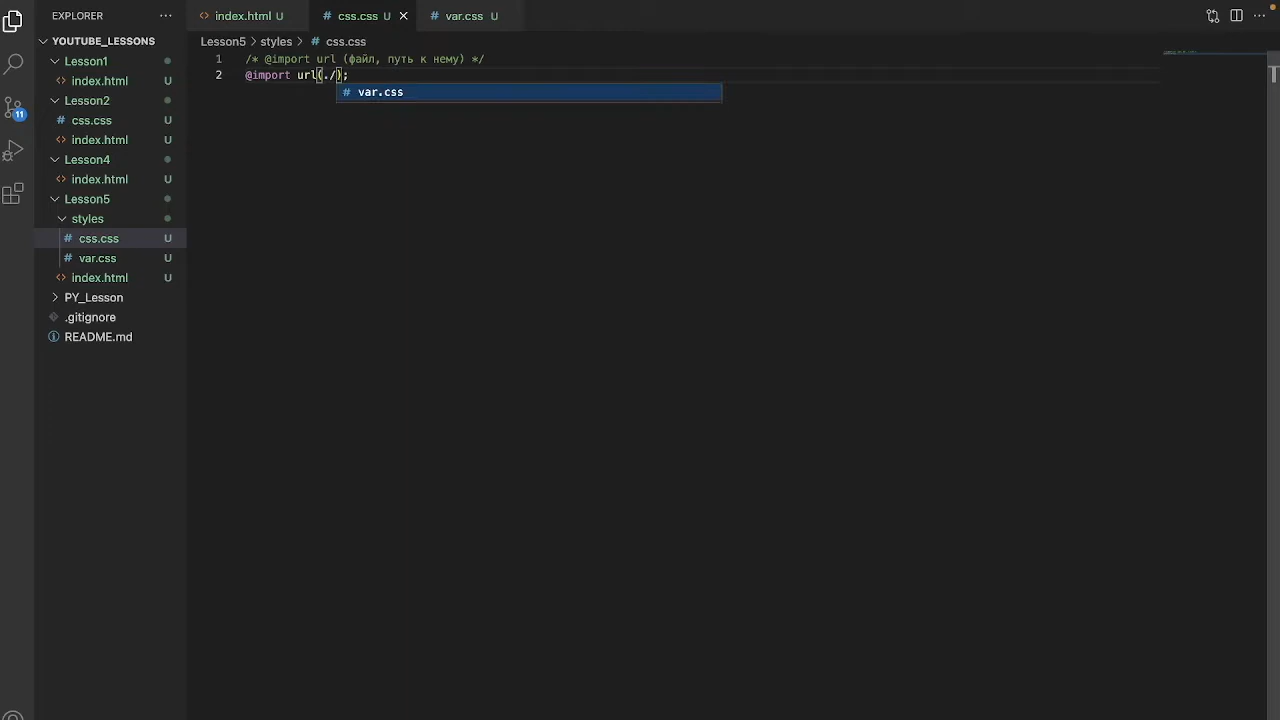 EXPLORER
YOUTUBE_LESSONS
Lesson1
index.html U
Lesson2
css.css U
index.html U
Lesson4
index.html U
Lesson5
styles
css.css U
var.css U
index.html U
PY_Lesson
.gitignore
README.md
11
index.html U
css.css U
var.css U
Lesson5 > styles > # css.css
1 /* @import url (файл, путь к нему) */
2 @import url(./);
# var.css